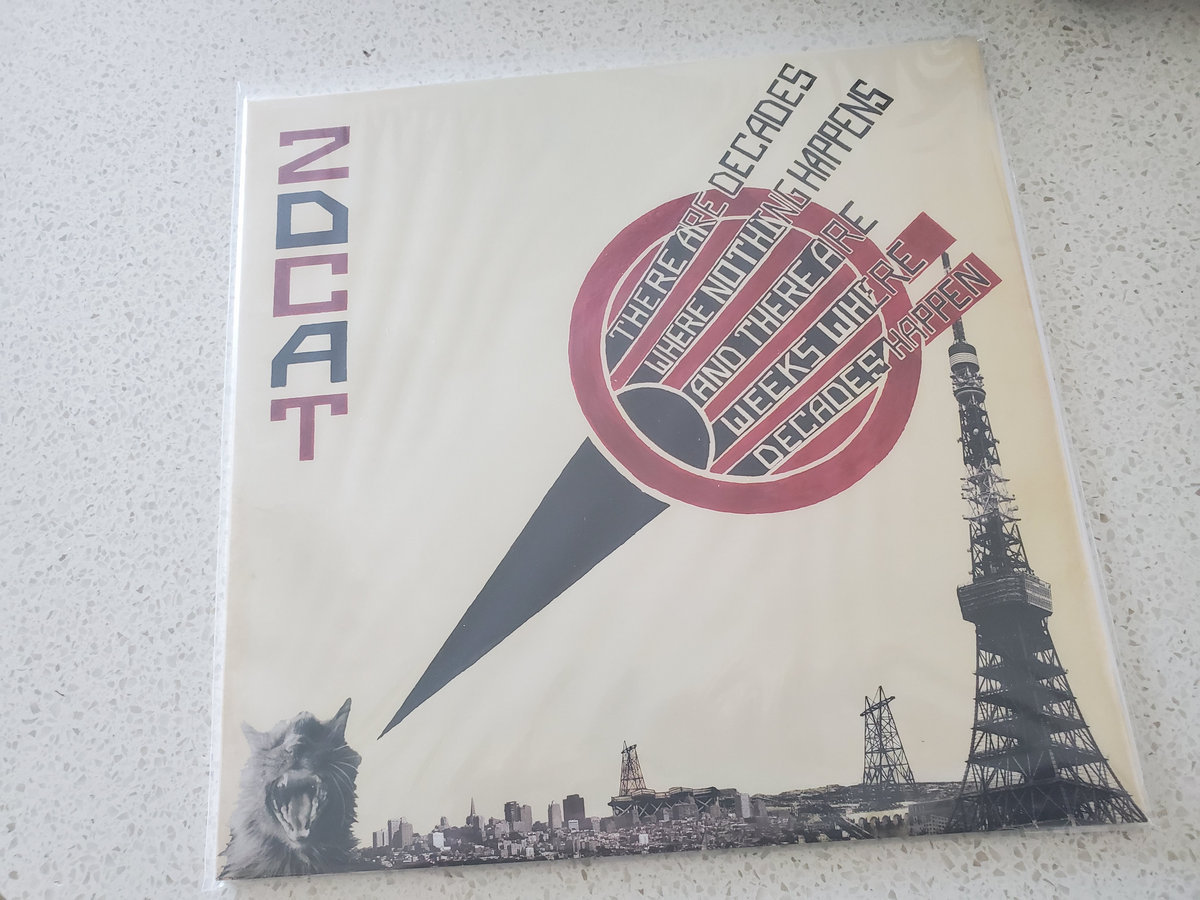 ZDCAT
THERE ARE DECADES
WHERE NOTHING HAPPENS
AND THERE ARE
WEEKS WHERE
DECADES HAPPEN